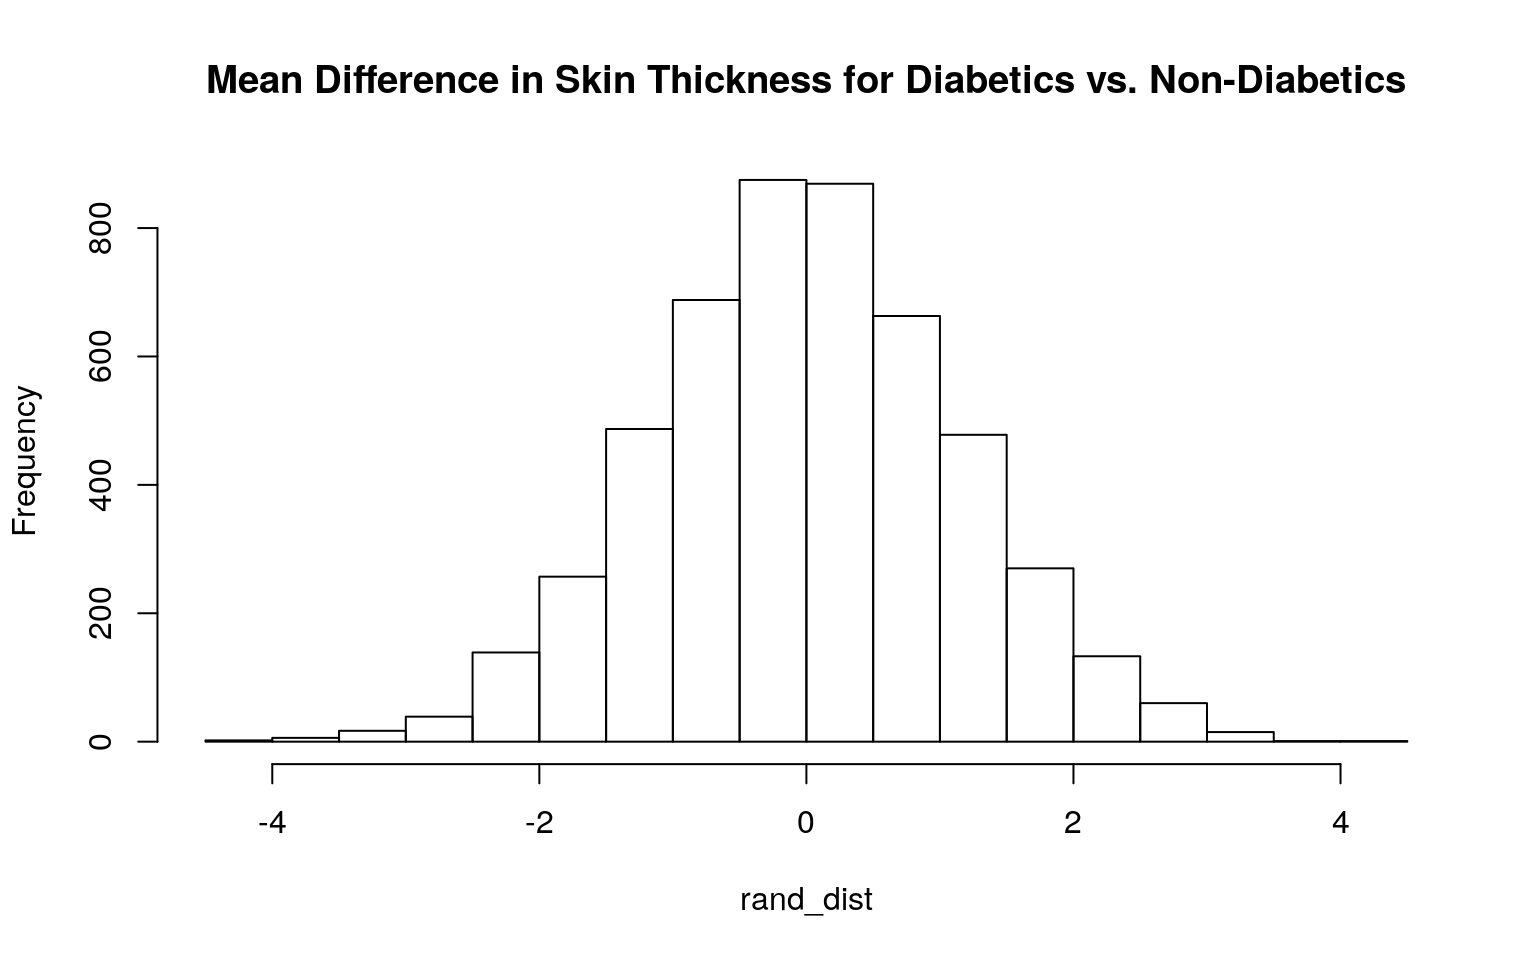 Mean Difference in Skin Thickness for Diabetics vs. Non-Diabetics
800
600
400
200
0
Frequency
-4 -2 0 2 4
rand_dist